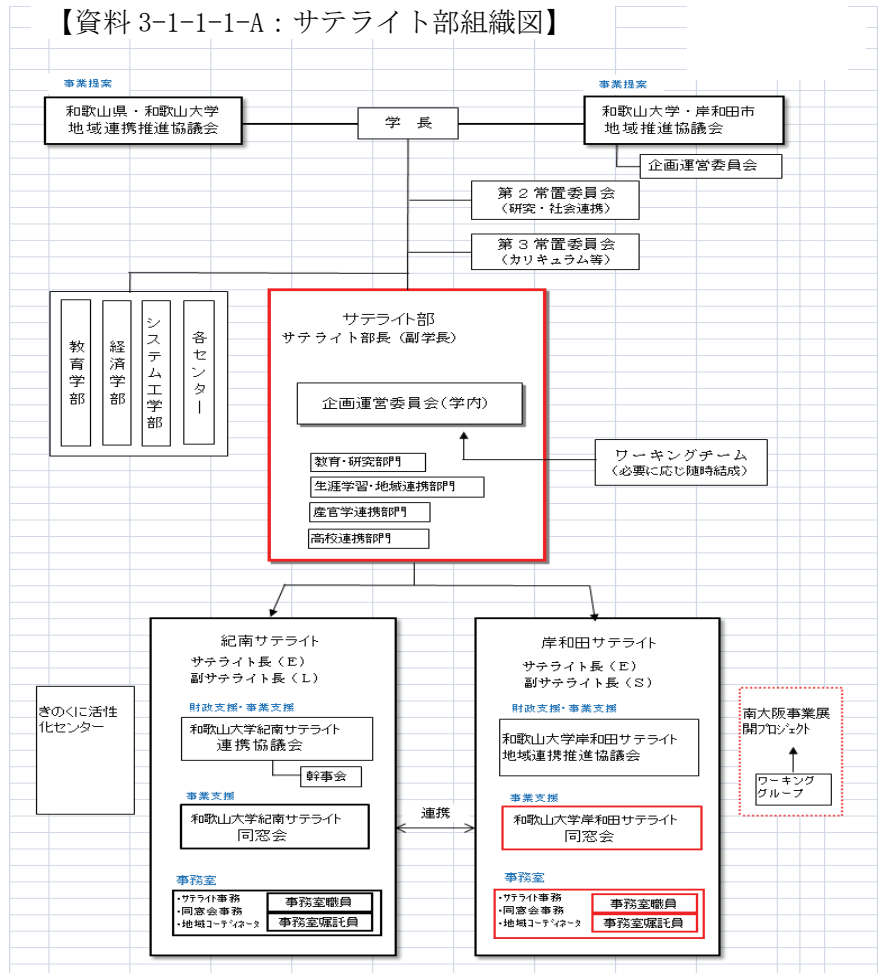 【資料 3-1-1-1-A：サテライト部組織図】
事業提案
和歌山県・和歌山大学
地域連携推進協議会
学　長
事業提案
和歌山大学・岸和田市
地域推進協議会
企画運営委員会
第２常置委員会
（研究・社会連携）
第３常置委員会
（カリキュラム等）
教育学部
経済学部
システム工学部
各センター
サテライト部
サテライト部長（副学長）
企画運営委員会（学内）
教育・研究部門
生涯学習・地域連携部門
産官学連携部門
高校連携部門
ワーキングチーム
（必要に応じ随時結成）
きのくに活性
化センター
紀南サテライト
サテライト長（Ｅ）
副サテライト長（Ｌ）
財政支援・事業支援
和歌山大学紀南サテライト
連携協議会
幹事会
事業支援
和歌山大学紀南サテライト
同窓会
事務室
・サテライト事務
・同窓会事務
・地域コーディネータ
事務室職員
事務室嘱託員
連携
岸和田サテライト
サテライト長（Ｅ）
副サテライト長（Ｓ）
財政支援・事業支援
和歌山大学岸和田サテライト
地域連携推進協議会
事業支援
和歌山大学岸和田サテライト
同窓会
事務室
・サテライト事務
・同窓会事務
・地域コーディネータ
事務室職員
事務室嘱託員
南大阪事業展
開プロジェクト
ワーキング
グループ